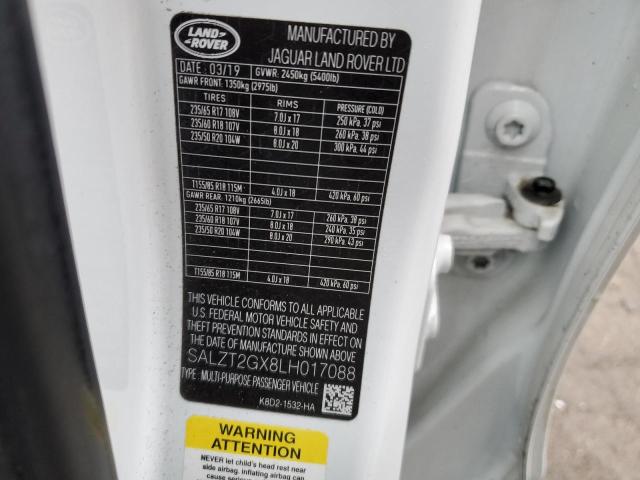 LAND ROVER
MANUFACTURED BY
JAGUAR LAND ROVER LTD
DATE : 03/19 GVWR: 2450kg (5400lb)
GAWR FRONT: 1350kg (2975lb)
TIRES RIMS PRESSURE (COLD)
235/65 R17 108V 7.0J x 17 250 kPa, 37 psi
235/60 R18 107V 8.0J x 18 260 kPa, 38 psi
235/50 R20 104W 8.0J x 20 300 kPa, 44 psi
T155/85 R18 115M 4.0J x 18 420 kPa, 60 psi
GAWR REAR: 1210kg (2665lb)
235/65 R17 108V 7.0J x 17 260 kPa, 38 psi
235/60 R18 107V 8.0J x 18 240 kPa, 35 psi
235/50 R20 104W 8.0J x 20 290 kPa, 43 psi
T155/85 R18 115M 4.0J x 18 420 kPa, 60 psi
THIS VEHICLE CONFORMS TO ALL APPLICABLE
U.S. FEDERAL MOTOR VEHICLE SAFETY AND
THEFT PREVENTION STANDARDS IN EFFECT ON
THE DATE OF MANUFACTURE SHOWN ABOVE.
SALZT2GX8LH017088
TYPE: MULTI-PURPOSE PASSENGER VEHICLE
K8D2-1532-HA
WARNING
ATTENTION
NEVER let child's head rest near
side airbag. inflating airbag can
cause serious